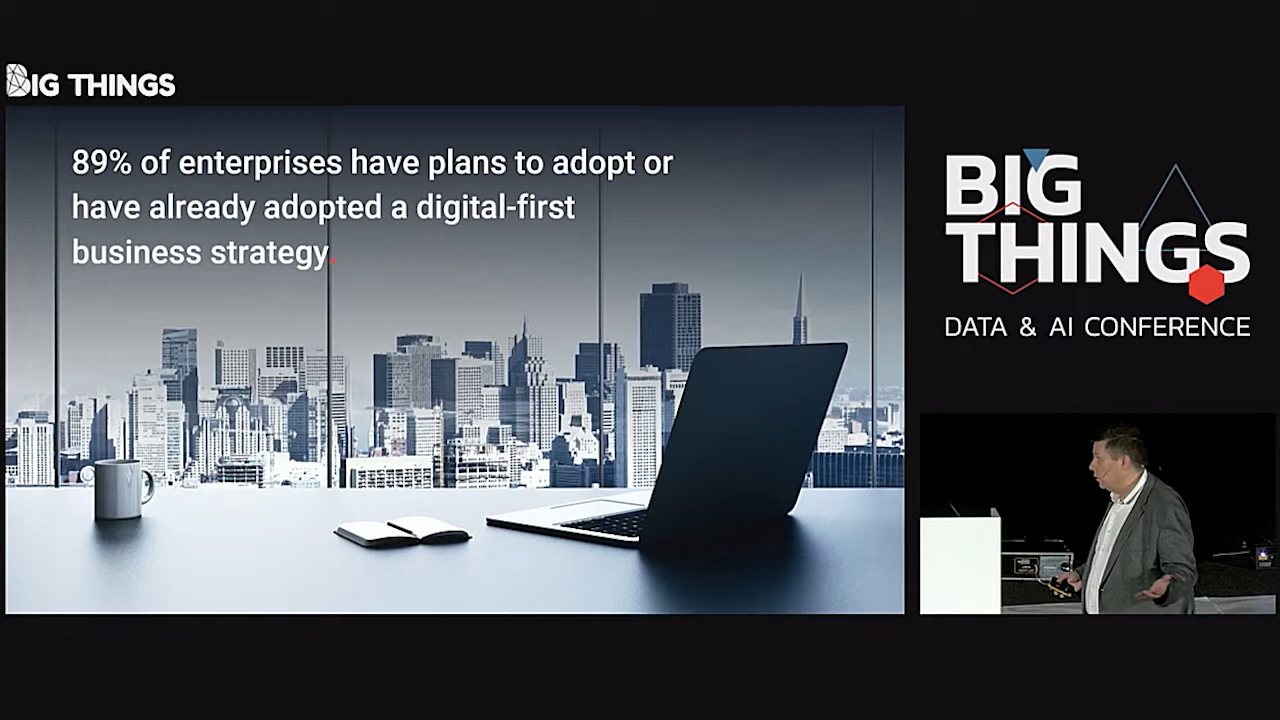 BIG THINGS
89% of enterprises have plans to adopt or
have already adopted a digital-first
business strategy.
BIG
THINGS
DATA & AI CONFERENCE